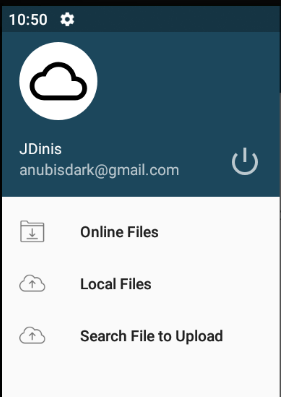 10:50
JDinis
anubisdark@gmail.com
Online Files
Local Files
Search File to Upload